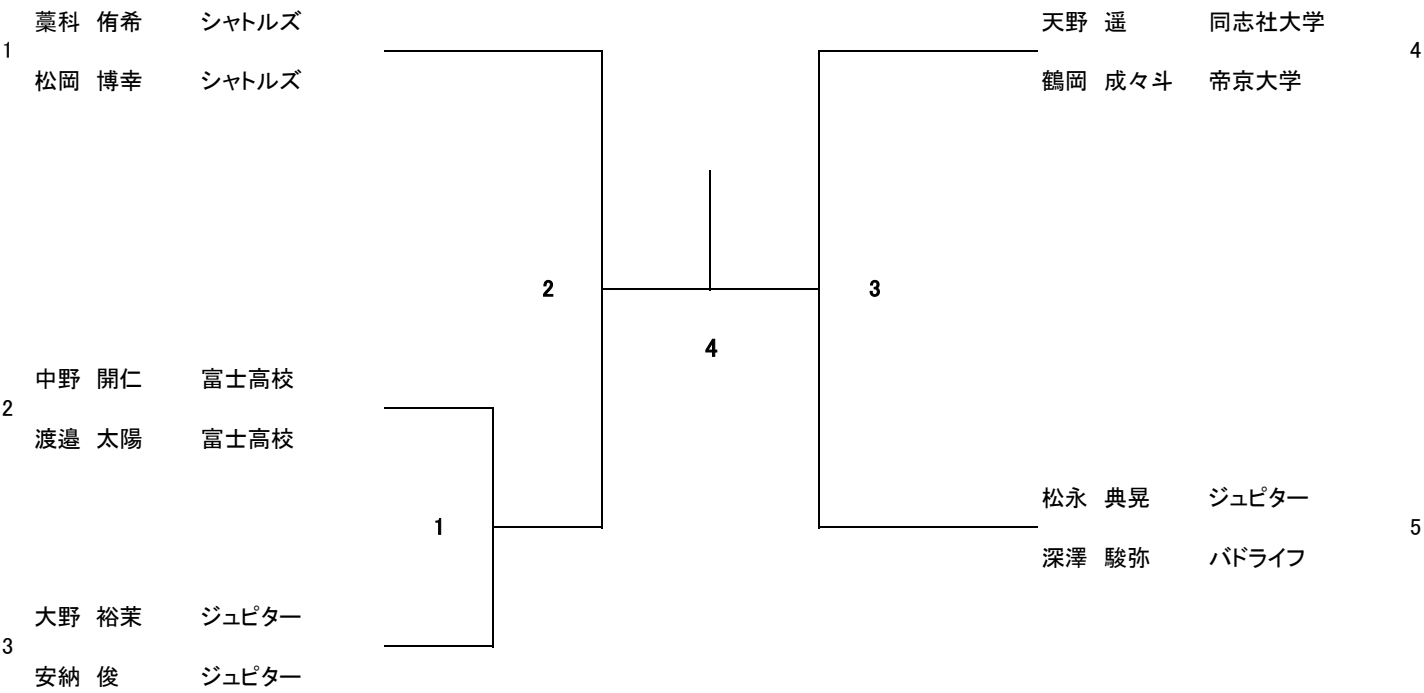 藁科 侑希 シャトルズ
1
松岡 博幸 シャトルズ
中野 開仁 富士高校
2
渡邉 太陽 富士高校
大野 裕茉 ジュピター
3
安納 俊 ジュピター
1
2
4
3
天野 遥 同志社大学
4
鶴岡 成々斗 帝京大学
松永 典晃 ジュピター
5
深澤 駿弥 バドライフ